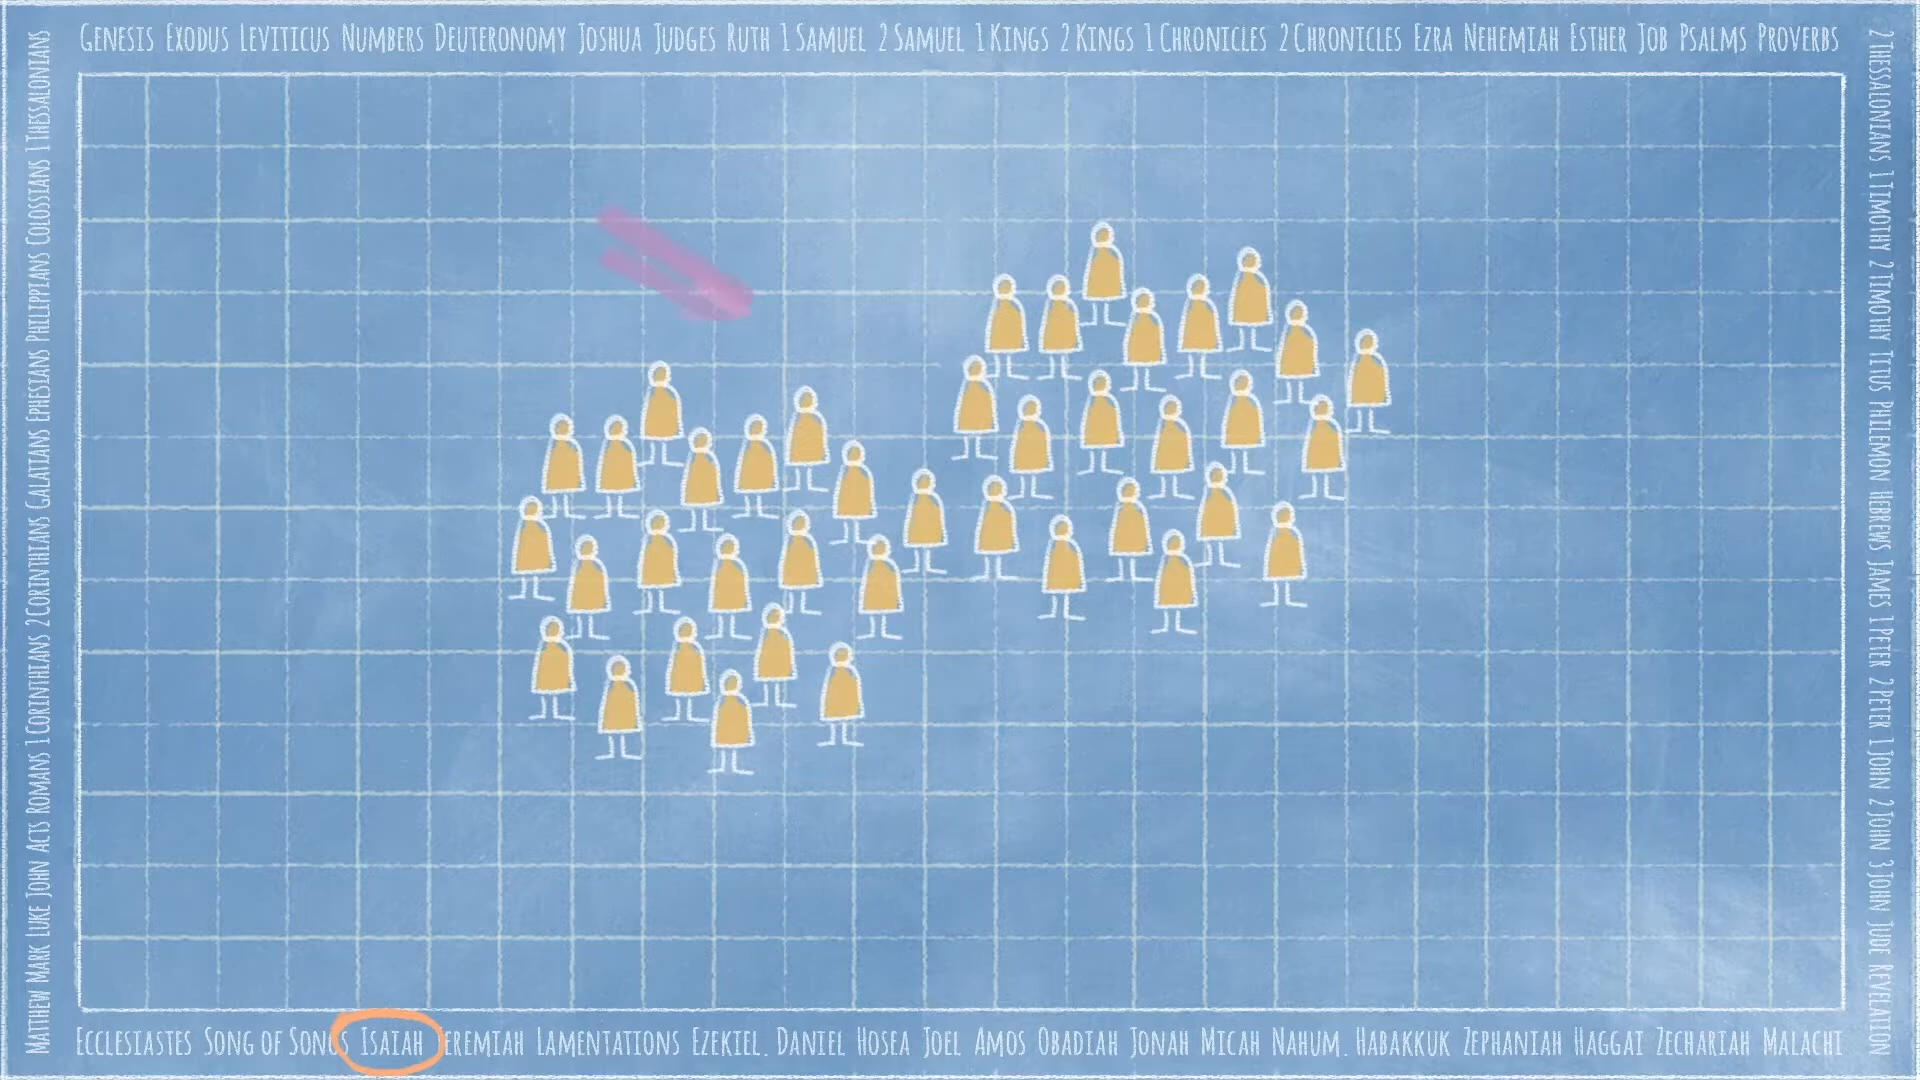 Genesis Exodus Leviticus Numbers Deuteronomy Joshua Judges Ruth 1 Samuel 2 Samuel 1 Kings 2 Kings 1 Chronicles 2 Chronicles Ezra Nehemiah Esther Job Psalms Proverbs
Ecclesiastes Song of Songs Isaiah Jeremiah Lamentations Ezekiel. Daniel Hosea Joel Amos Obadiah Jonah Micah Nahum. Habakkuk Zephaniah Haggai Zechariah Malachi
Matthew Mark Luke John Acts Romans 1 Corinthians 2 Corinthians Galatians Ephesians Philippians Colossians 1 Thessalonians
2 Thessalonians 1 Timothy 2 Timothy Titus Philemon Hebrews James 1 Peter 2 Peter 1 John 2 John 3 John Jude Revelation